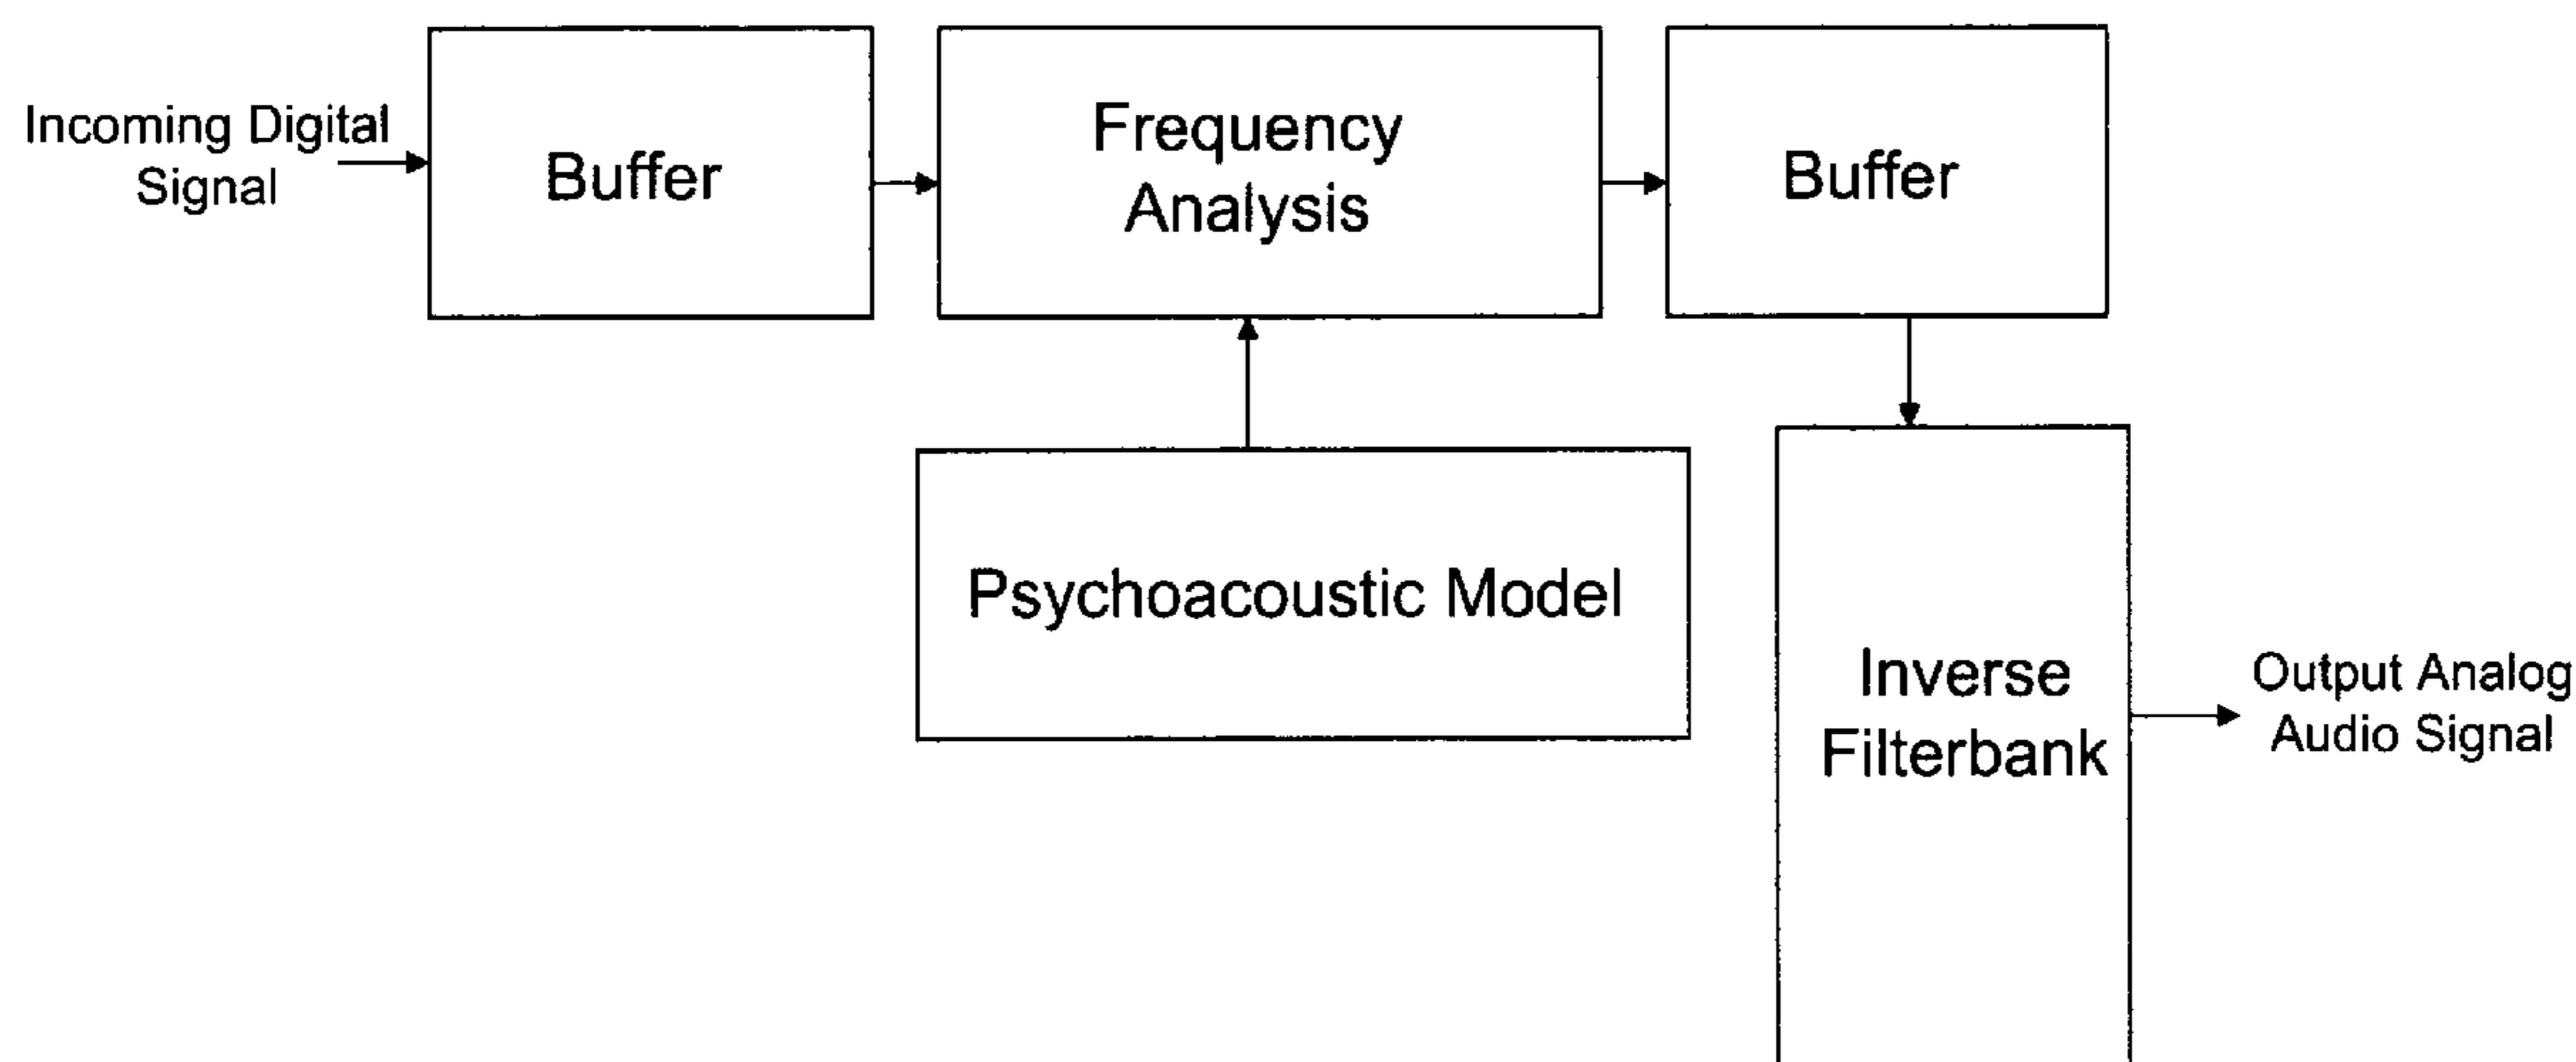 Incoming Digital
Signal
Buffer
Frequency
Analysis
Buffer
Psychoacoustic Model
Inverse
Filterbank
Output Analog
Audio Signal